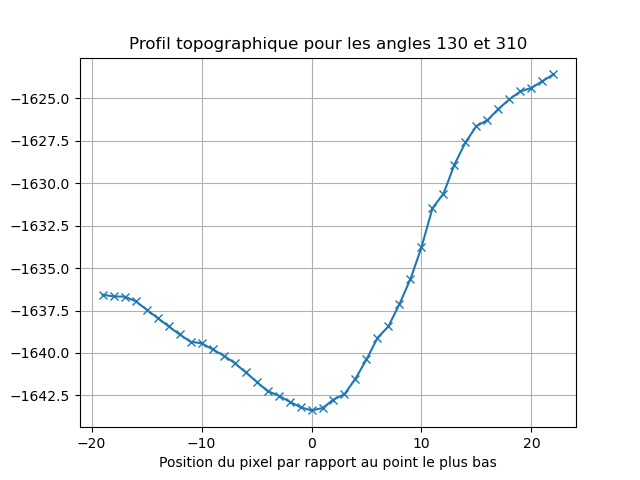 Profil topographique pour les angles 130 et 310
−1625.0
−1627.5
−1630.0
−1632.5
−1635.0
−1637.5
−1640.0
−1642.5
−20 −10 0 10 20
Position du pixel par rapport au point le plus bas